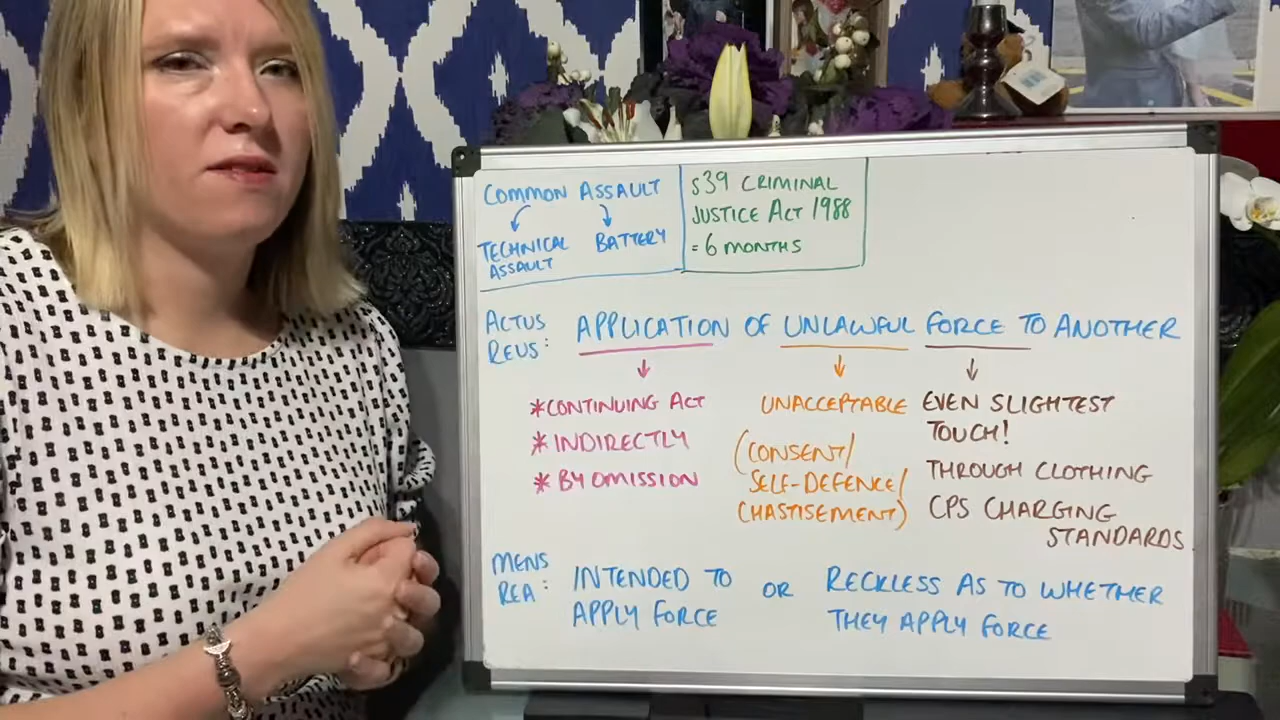 COMMON ASSAULT
TECHNICAL ASSAULT
BATTERY
S39 CRIMINAL
JUSTICE ACT 1988
= 6 MONTHS
ACTUS
REUS:
APPLICATION OF UNLAWFUL FORCE TO ANOTHER
*CONTINUING ACT
*INDIRECTLY
*BY OMISSION
UNACCEPTABLE
(CONSENT/
SELF-DEFENCE/
CHASTISEMENT)
EVEN SLIGHTEST
TOUCH!
THROUGH CLOTHING
CPS CHARGING
STANDARDS
MENS
REA:
INTENDED TO
APPLY FORCE
OR
RECKLESS AS TO WHETHER
THEY APPLY FORCE